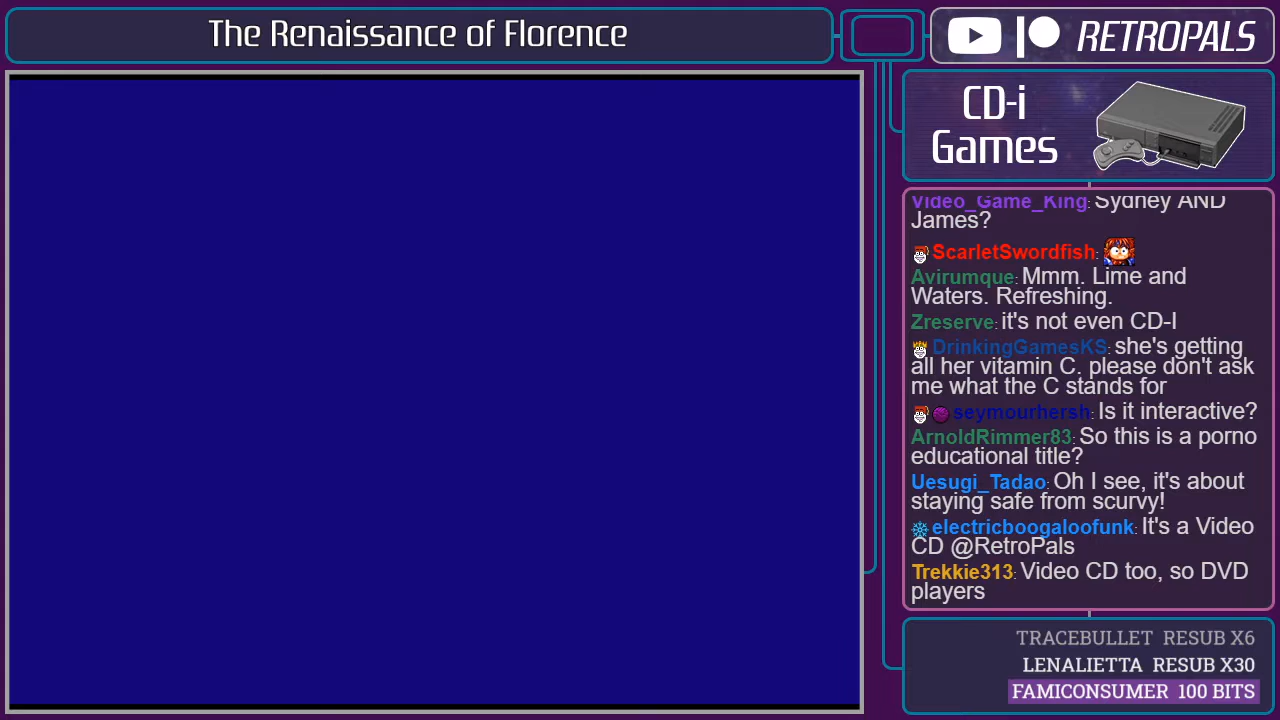 The Renaissance of Florence
RETROPALS
CD-i
Games
Video_Game_King: Sydney AND
James?
ScarletSwordfish:
Avirumque: Mmm. Lime and
Waters. Refreshing.
Zreserve: it's not even CD-I
DrinkingGamesKS: she's getting
all her vitamin C. please don't ask
me what the C stands for
seymourhersh: Is it interactive?
ArnoldRimmer83: So this is a porno
educational title?
Uesugi_Tadao: Oh I see, it's about
staying safe from scurvy!
electricboogaloofunk: It's a Video
CD @RetroPals
Trekkie313: Video CD too, so DVD
players
TRACEBULLET RESUB X6
LENALIETTA RESUB X30
FAMICONSUMER 100 BITS